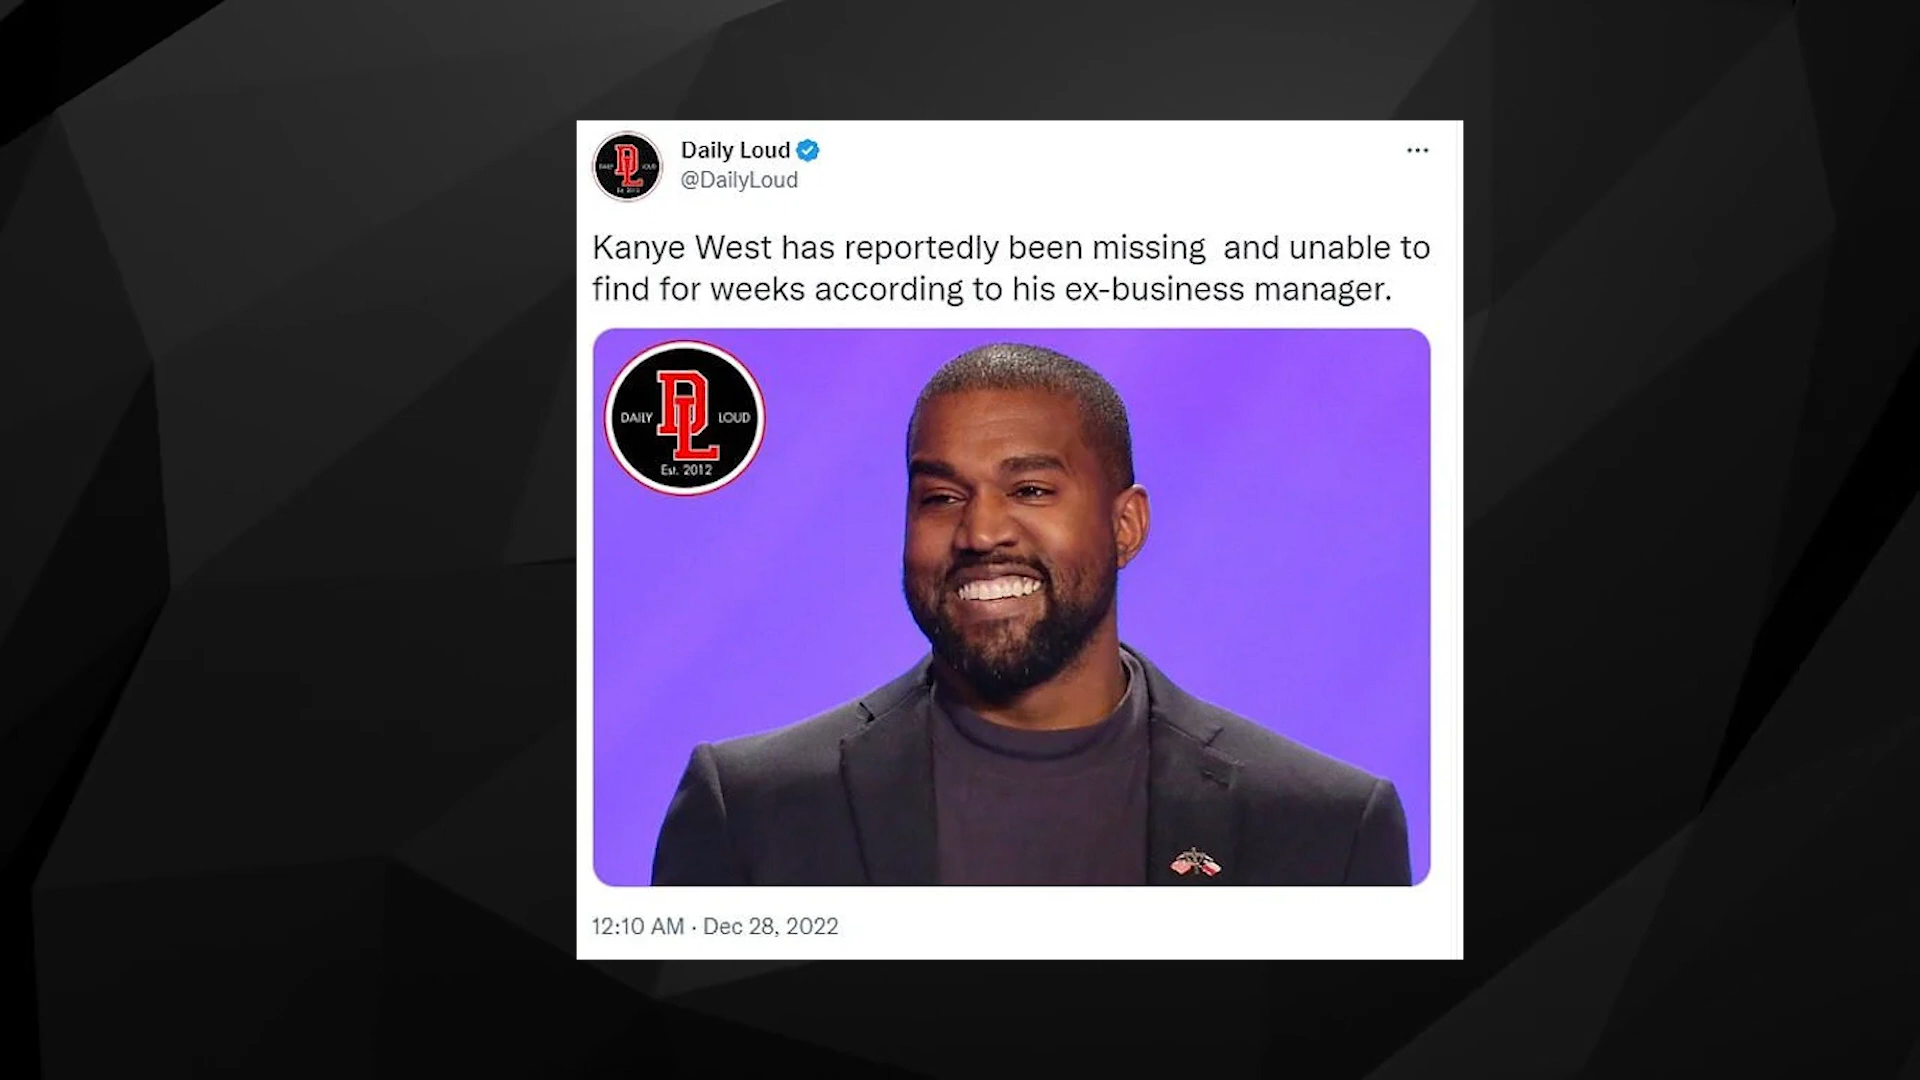 Daily Loud
@DailyLoud
Kanye West has reportedly been missing  and unable to
find for weeks according to his ex-business manager.
DL
DAILY LOUD
Est. 2012
12:10 AM · Dec 28, 2022